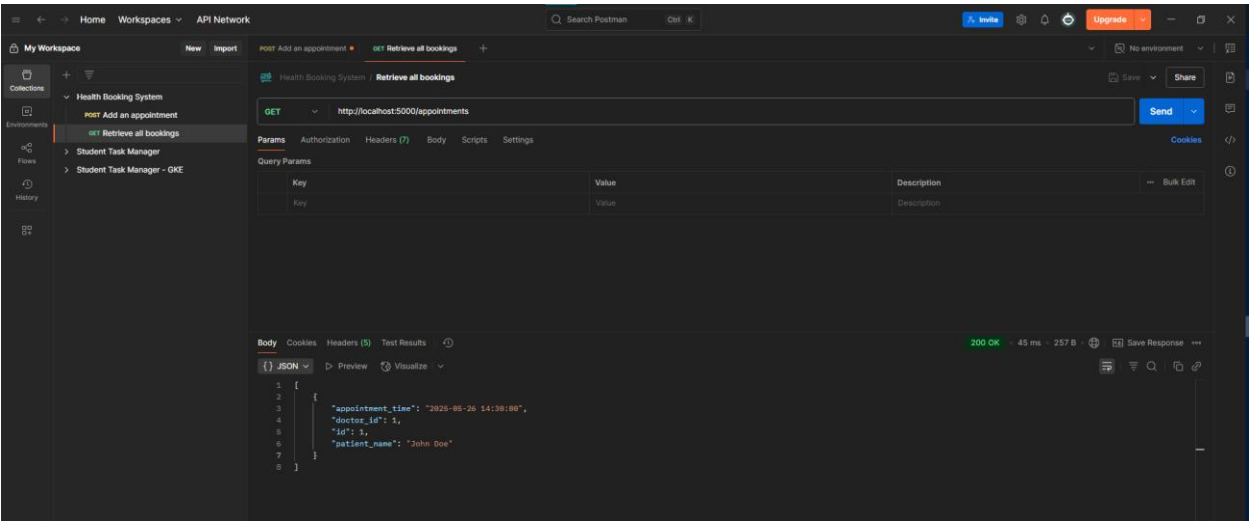 Home Workspaces API Network Search Postman Ctrl K Invite Upgrade
My Workspace New Import POST Add an appointment GET Retrieve all bookings No environment
Collections
Environments
Flows
History
Health Booking System
POST Add an appointment
GET Retrieve all bookings
Student Task Manager
Student Task Manager - GKE
Health Booking System / Retrieve all bookings Save Share
GET http://localhost:5000/appointments Send
Params Authorization Headers (7) Body Scripts Settings Cookies
Query Params
Key Value Description Bulk Edit
Key Value Description
Body Cookies Headers (5) Test Results 200 OK 45 ms 257 B Save Response
{} JSON Preview Visualize
1 [
2 {
3 "appointment_time": "2025-05-26 14:30:00",
4 "doctor_id": 1,
5 "id": 1,
6 "patient_name": "John Doe"
7 }
8 ]